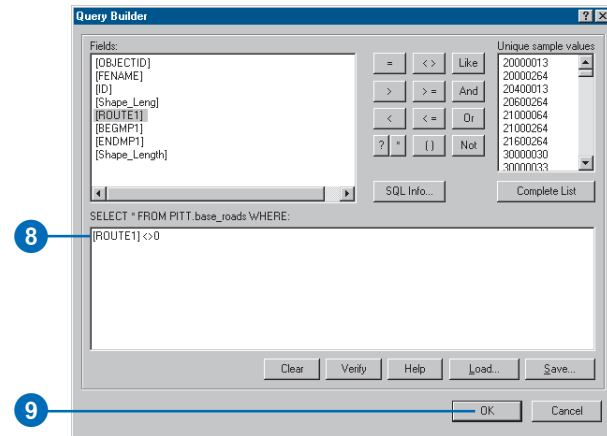 Query Builder ? ×
Fields:
[OBJECTID]
[FENAME]
[ID]
[Shape_Leng]
[ROUTE1]
[BEGMP1]
[ENDMP1]
[Shape_Length]
= <> Like
> >= And
< <= Or
? * () Not
SQL Info...
Unique sample values
20000013
20000264
20400013
20600264
21000064
21000264
21600264
30000030
30000033
Complete List
SELECT * FROM PITT.base_roads WHERE:
8
[ROUTE1] <>0
Clear Verify Help Load... Save...
9
OK Cancel